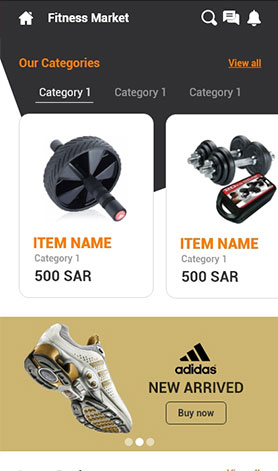 Fitness Market
Our Categories
View all
Category 1
Category 1
Category 1
ITEM NAME
Category 1
500 SAR
ITEM NAME
Category 1
500 SAR
adidas
NEW ARRIVED
Buy now